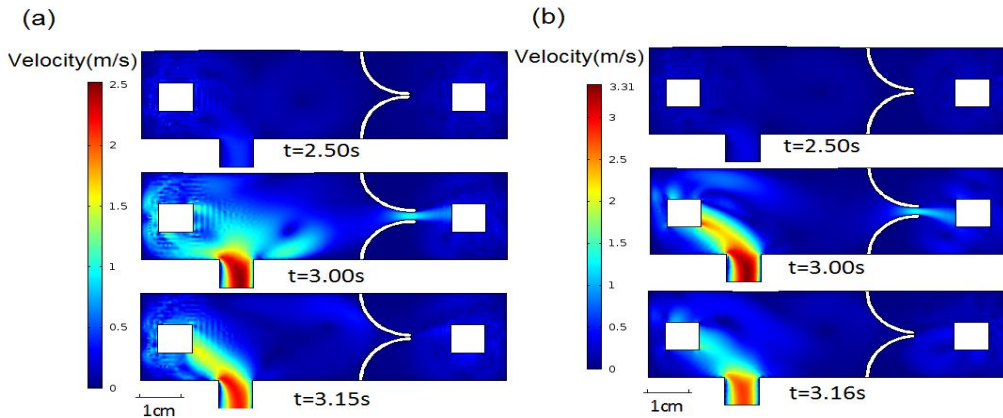 (a)
Velocity(m/s)
2.5
2
1.5
1
0.5
0
t=2.50s
t=3.00s
t=3.15s
1cm
(b)
Velocity(m/s)
3.31
3
2.5
2
1.5
1
0.5
0
t=2.50s
t=3.00s
t=3.16s
1cm